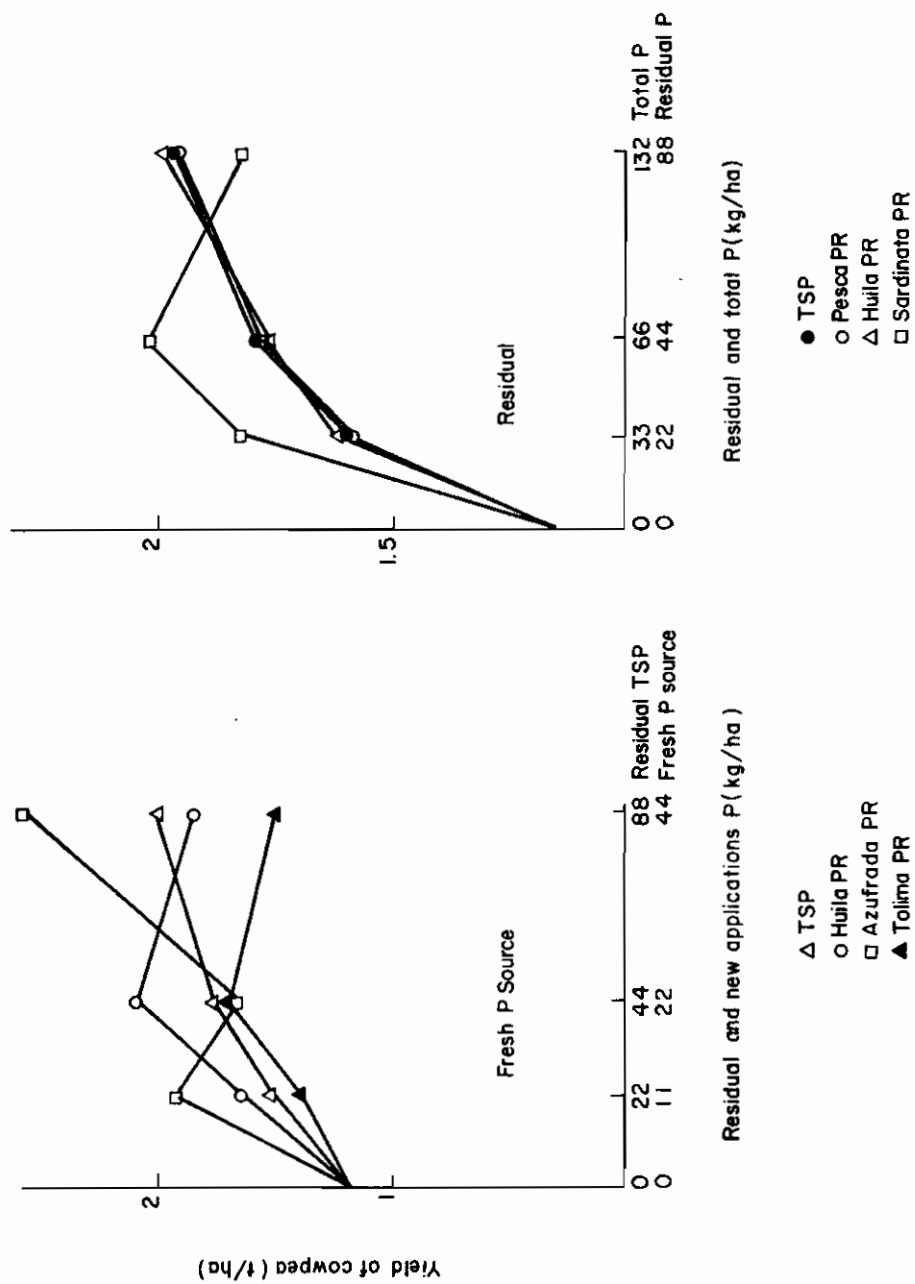 Yield of cowpea (t/ha)
2
1
Fresh P Source
0 22 44 88 Residual TSP
0 11 22 44 Fresh P source
Residual and new applications P (kg/ha)
△ TSP
○ Huila PR
□ Azufrada PR
▲ Tolima PR
2
1.5
Residual
0 33 66 132 Total P
0 22 44 88 Residual P
Residual and total P (kg/ha)
● TSP
○ Pesca PR
△ Huila PR
□ Sardinata PR